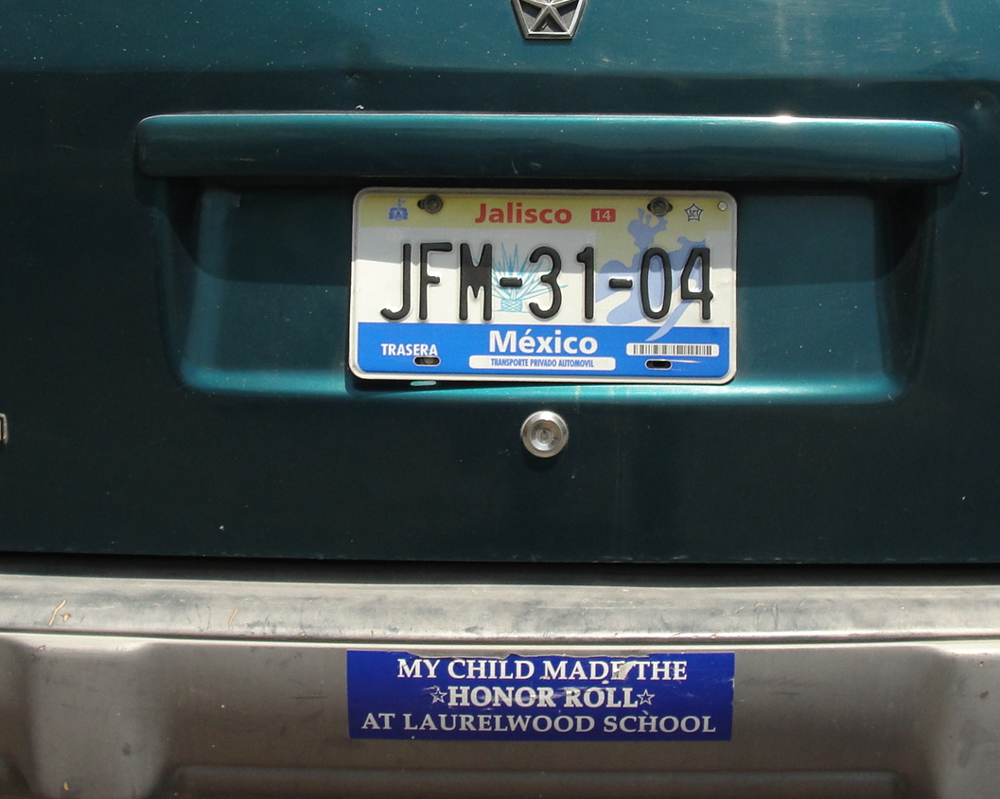 Jalisco 14
SCT
JFM-31-04
TRASERA México
TRANSPORTE PRIVADO AUTOMOVIL
MY CHILD MADE THE
☆HONOR ROLL☆
AT LAURELWOOD SCHOOL